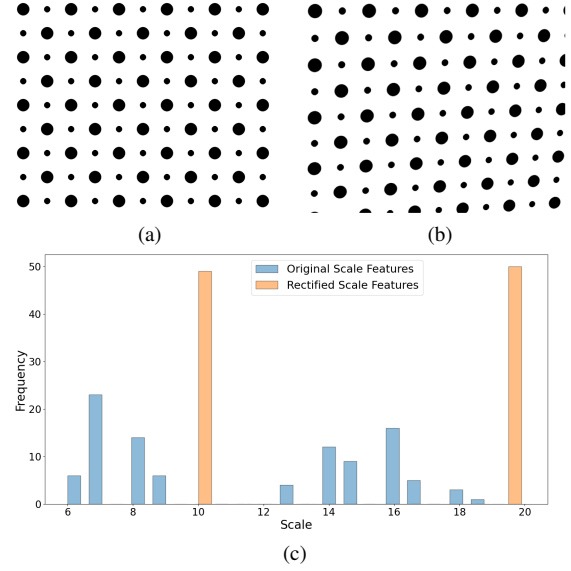 (a)
(b)
Original Scale Features
Rectified Scale Features
Frequency
50
40
30
20
10
0
6
8
10
12
14
16
18
20
Scale
(c)